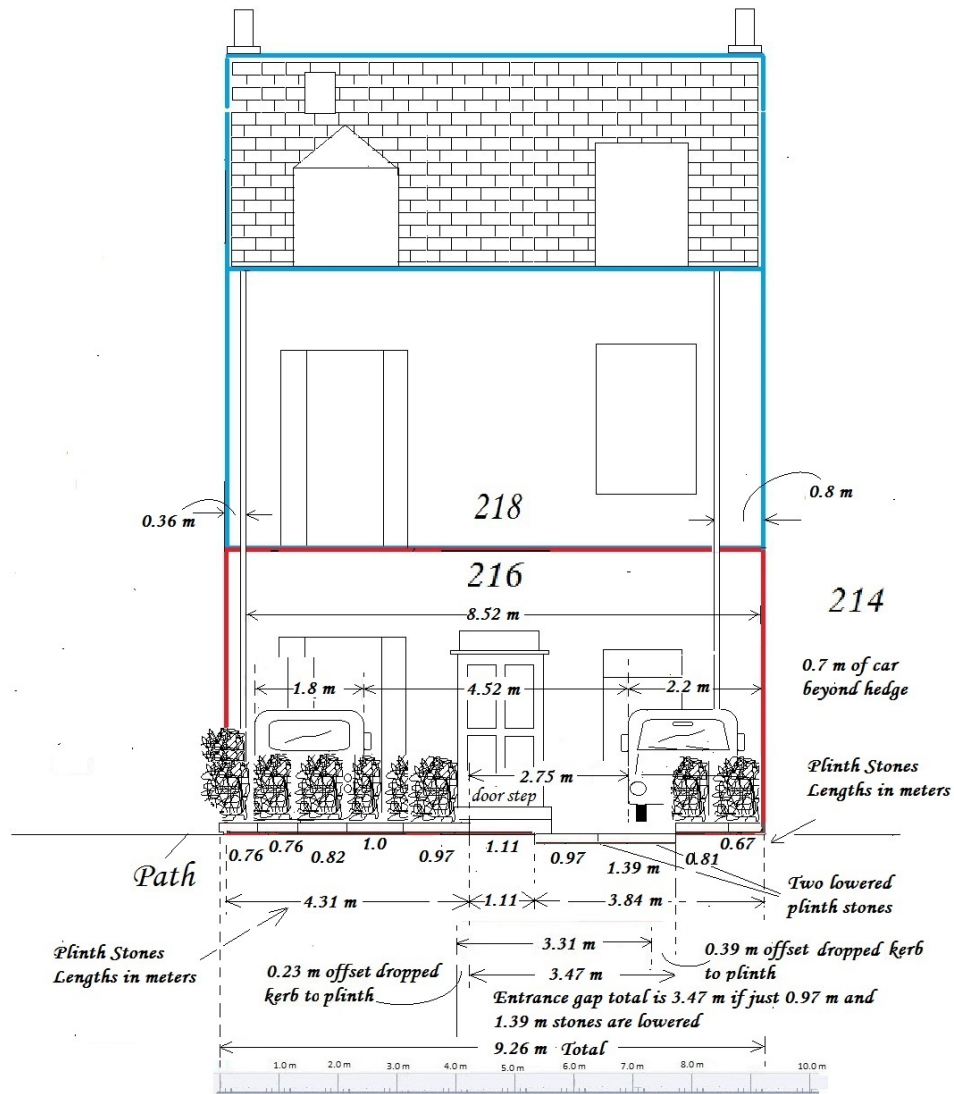 0.36 m
218
0.8 m
216
8.52 m
214
1.8 m
4.52 m
2.2 m
0.7 m of car
beyond hedge
2.75 m
door step
Plinth Stones
Lengths in meters
Path
0.76
0.76
0.82
1.0
0.97
1.11
0.97
1.39 m
0.81
0.67
Two lowered
plinth stones
4.31 m
1.11
3.84 m
Plinth Stones
Lengths in meters
3.31 m
0.39 m offset dropped kerb
to plinth
0.23 m offset dropped
kerb to plinth
3.47 m
Entrance gap total is 3.47 m if just 0.97 m and
1.39 m stones are lowered
9.26 m Total
1.0 m
2.0 m
3.0 m
4.0 m
5.0 m
6.0 m
7.0 m
8.0 m
10.0 m